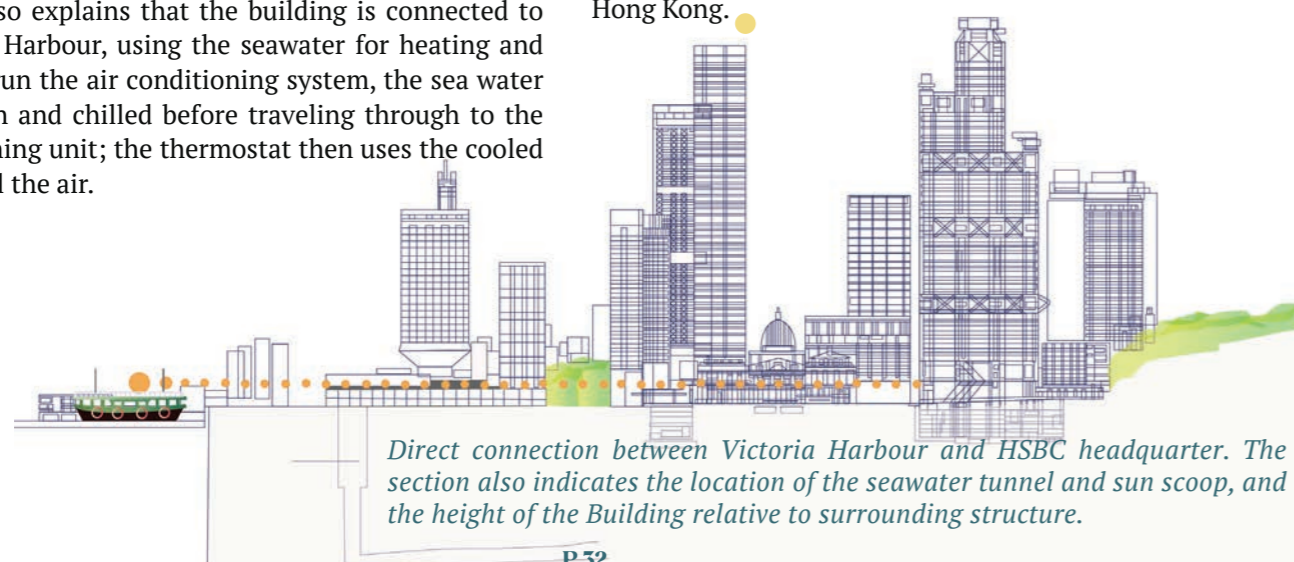 so explains that the building is connected to
Harbour, using the seawater for heating and
run the air conditioning system, the sea water
and chilled before traveling through to the
unit; the thermostat then uses the cooled
the air.
Hong Kong.
Direct connection between Victoria Harbour and HSBC headquarter. The
section also indicates the location of the seawater tunnel and sun scoop, and
the height of the Building relative to surrounding structure.
P.32